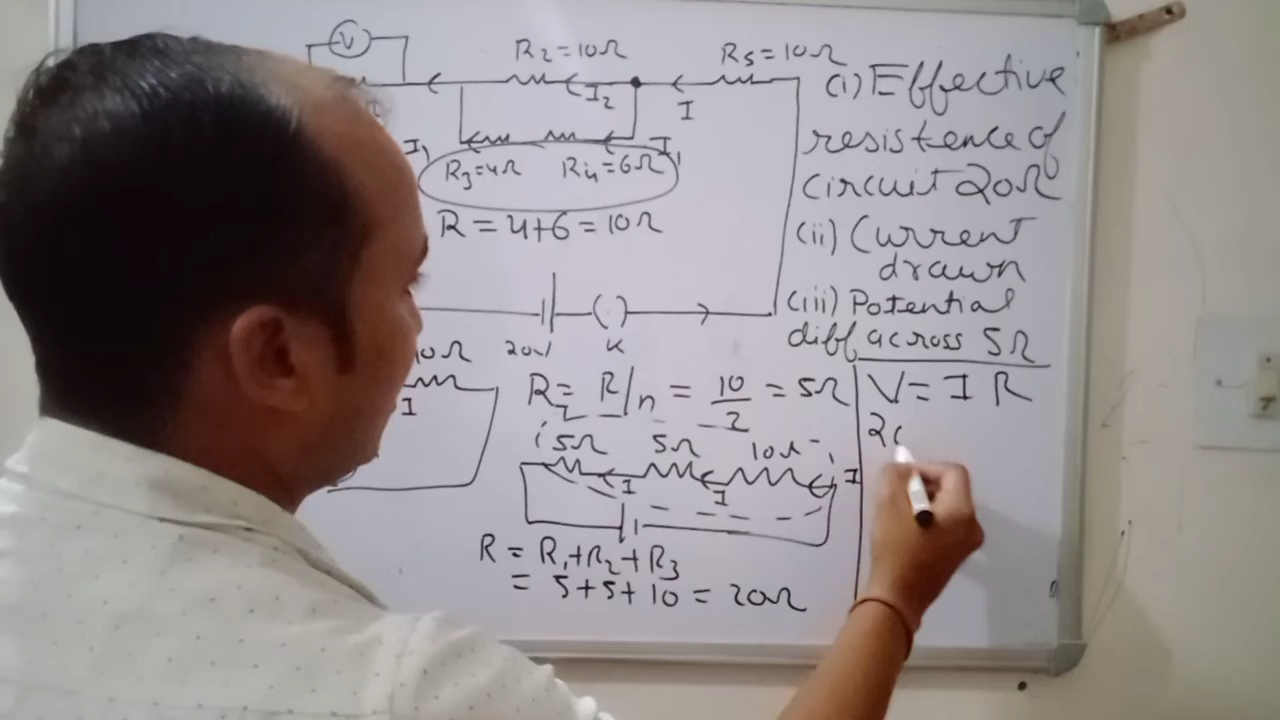 V
R2=10Ω
R5=10Ω
I2
I
I1
I1
R3=4Ω
R4=6Ω
R=4+6=10Ω
20V
K
(i) Effective
resistence of
circuit 20Ω
(ii) Current
drawn
(iii) Potential
diff across 5Ω
10Ω
I
R = R/n = 10/2 = 5Ω
5Ω 5Ω 10Ω
I I I
R = R1+R2+R3
= 5+5+10 = 20Ω
V = I R
20